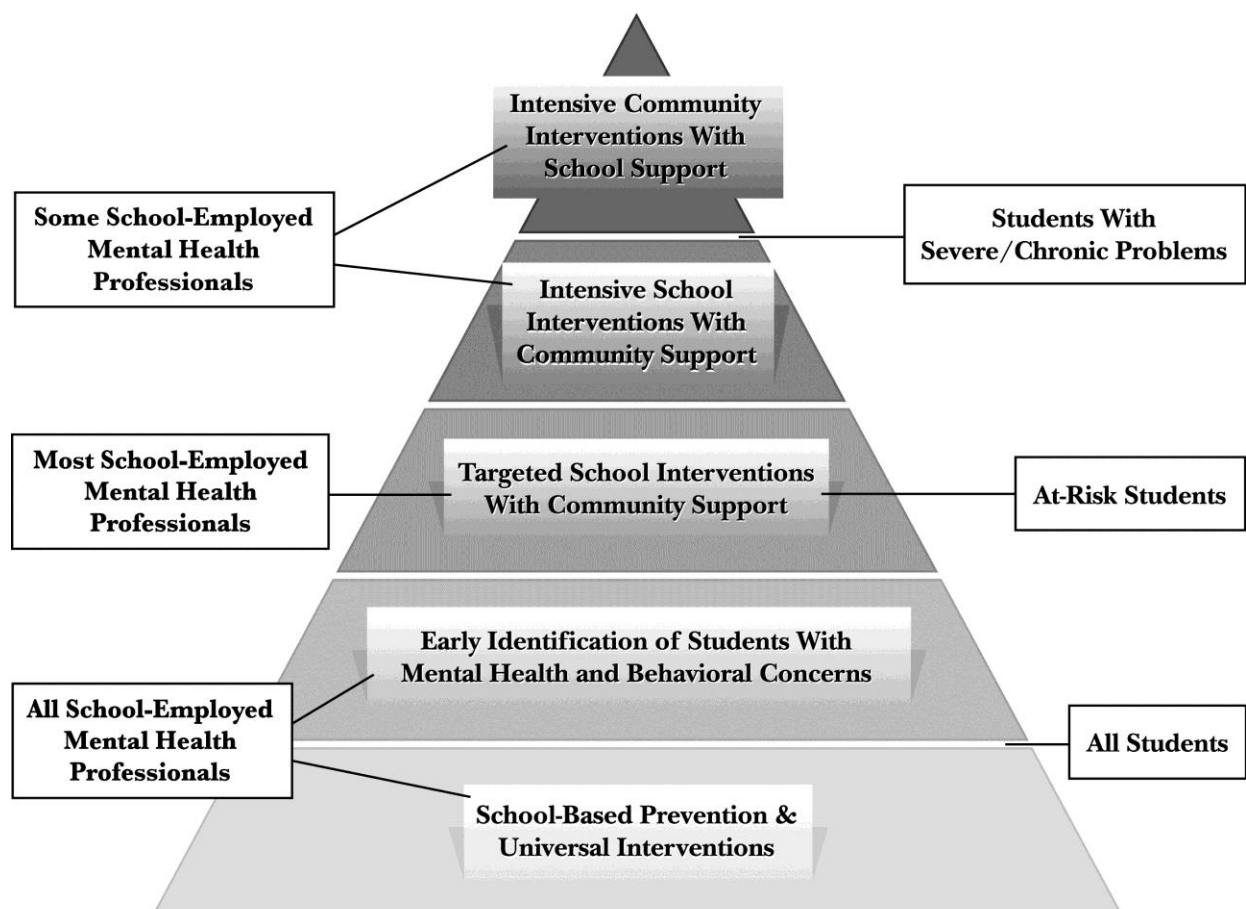 Intensive Community
Interventions With
School Support
Some School-Employed
Mental Health
Professionals
Students With
Severe/Chronic Problems
Intensive School
Interventions With
Community Support
Most School-Employed
Mental Health
Professionals
Targeted School Interventions
With Community Support
At-Risk Students
Early Identification of Students With
Mental Health and Behavioral Concerns
All School-Employed
Mental Health
Professionals
All Students
School-Based Prevention &
Universal Interventions